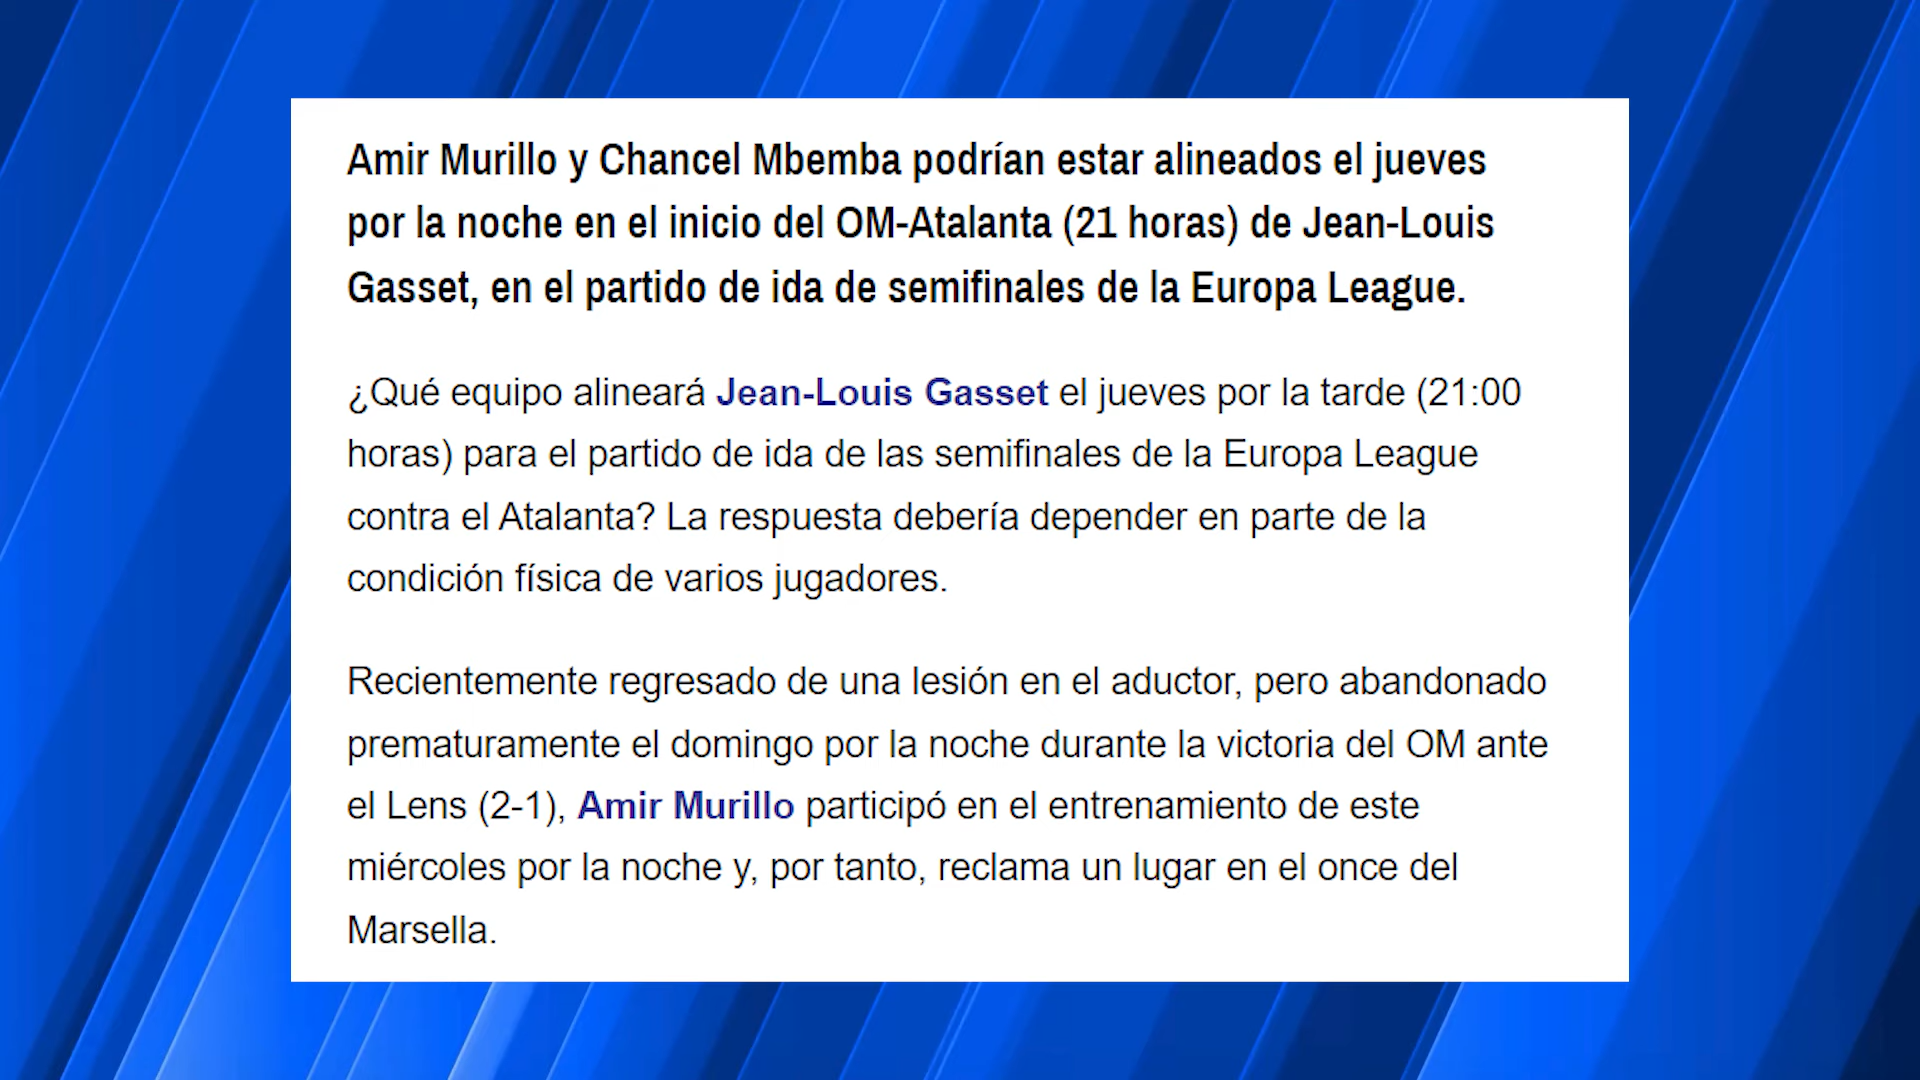 Amir Murillo y Chancel Mbemba podrían estar alineados el jueves
por la noche en el inicio del OM-Atalanta (21 horas) de Jean-Louis
Gasset, en el partido de ida de semifinales de la Europa League.
¿Qué equipo alineará Jean-Louis Gasset el jueves por la tarde (21:00
horas) para el partido de ida de las semifinales de la Europa League
contra el Atalanta? La respuesta debería depender en parte de la
condición física de varios jugadores.
Recientemente regresado de una lesión en el aductor, pero abandonado
prematuramente el domingo por la noche durante la victoria del OM ante
el Lens (2-1), Amir Murillo participó en el entrenamiento de este
miércoles por la noche y, por tanto, reclama un lugar en el once del
Marsella.